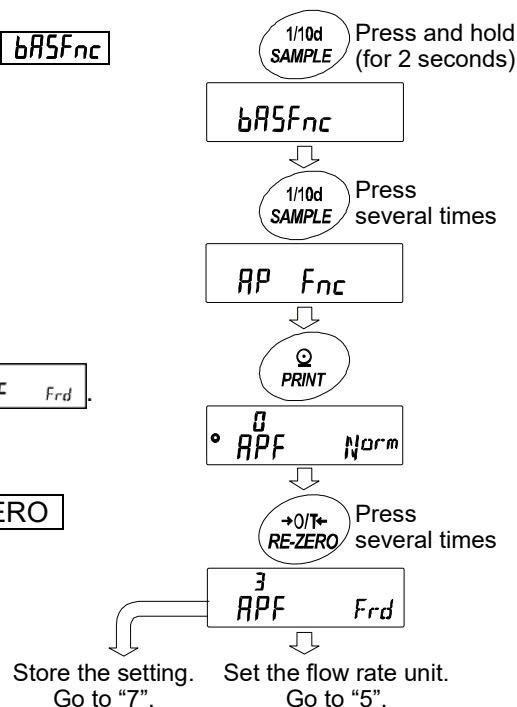 1/10d
SAMPLE
Press and hold
(for 2 seconds)
bASFnc
bASFnc
1/10d
SAMPLE
Press
several times
AP Fnc
PRINT
Frd .
0
APF Norm
ERO
→0/T←
RE-ZERO
Press
several times
3
APF Frd
Store the setting.
Go to “7”.
Set the flow rate unit.
Go to “5”.